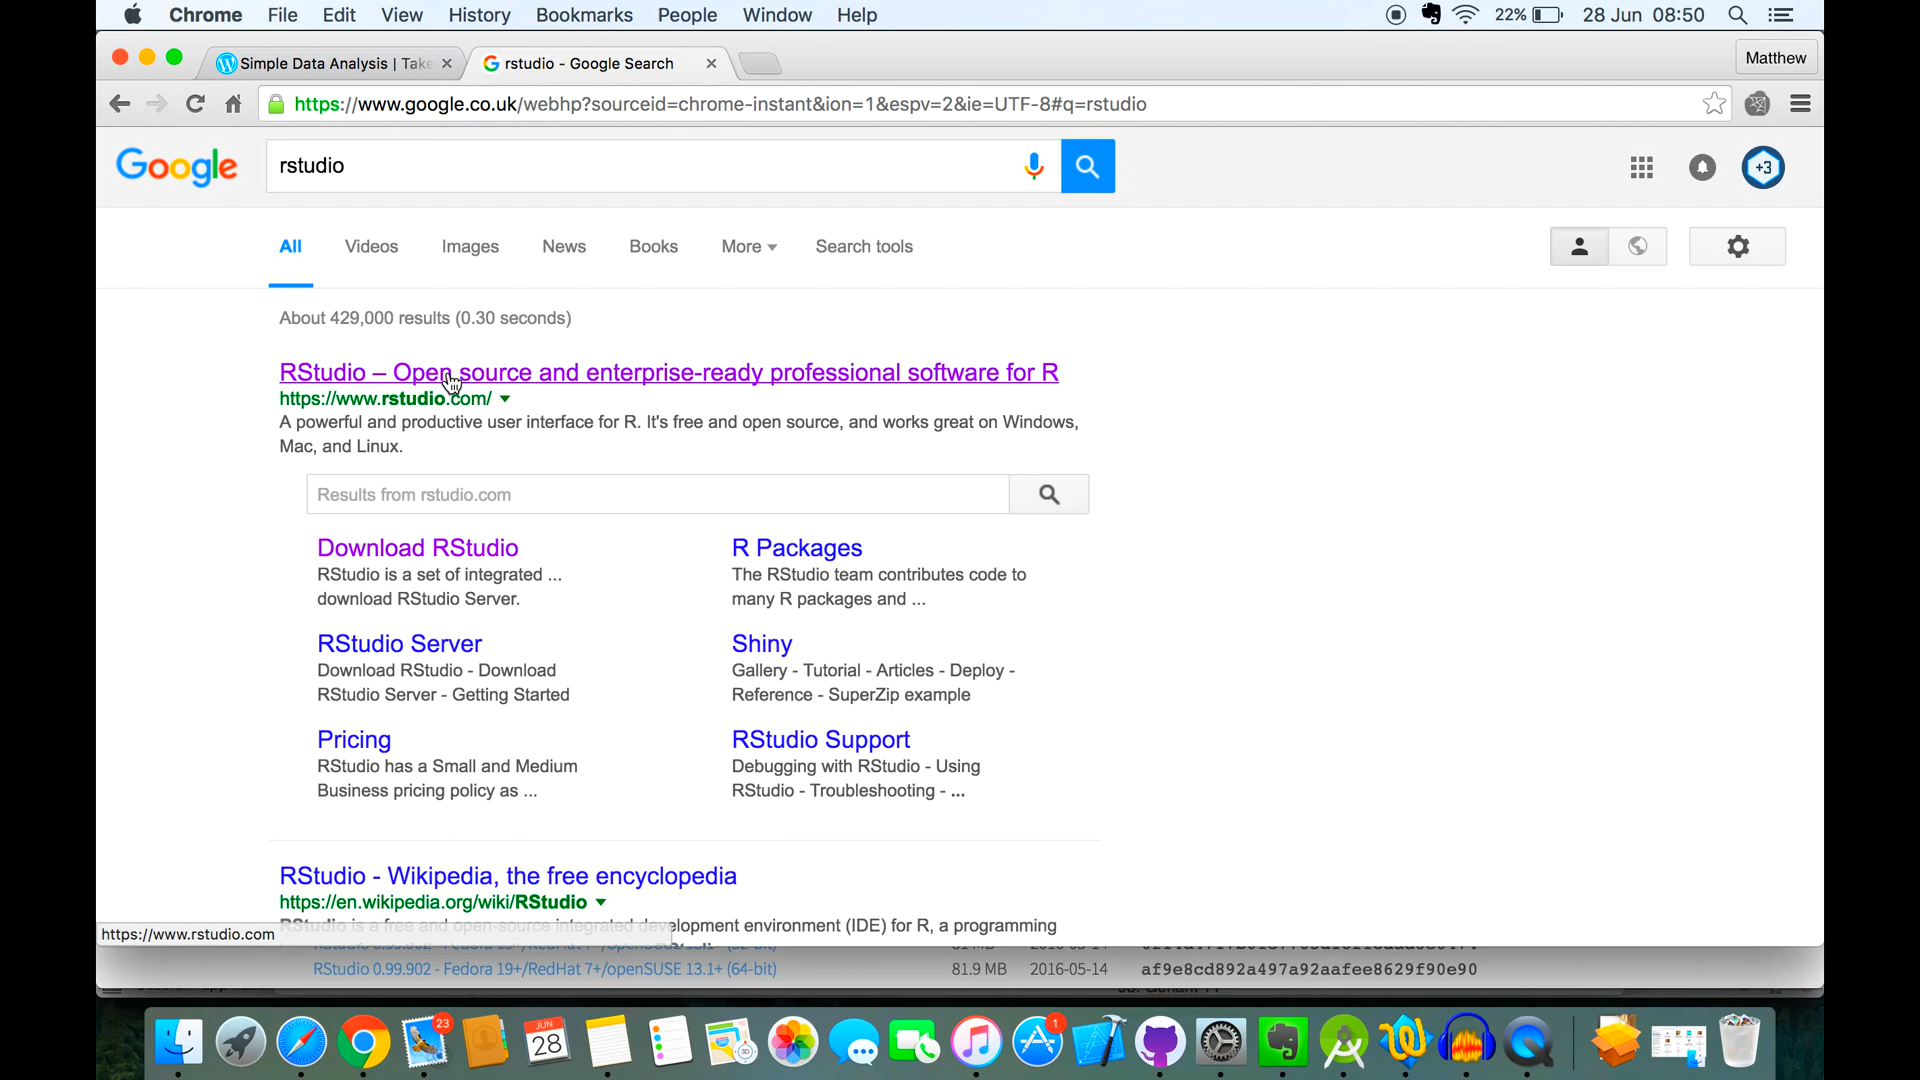 Chrome File Edit View History Bookmarks People Window Help 22% 28 Jun 08:50
Simple Data Analysis | Take rstudio - Google Search Matthew
https://www.google.co.uk/webhp?sourceid=chrome-instant&ion=1&espv=2&ie=UTF-8#q=rstudio
Google rstudio +3
All Videos Images News Books More Search tools
About 429,000 results (0.30 seconds)
RStudio – Open source and enterprise-ready professional software for R
https://www.rstudio.com/
A powerful and productive user interface for R. It's free and open source, and works great on Windows,
Mac, and Linux.
Results from rstudio.com
Download RStudio
RStudio is a set of integrated ...
download RStudio Server.
R Packages
The RStudio team contributes code to
many R packages and ...
RStudio Server
Download RStudio - Download
RStudio Server - Getting Started
Shiny
Gallery - Tutorial - Articles - Deploy -
Reference - SuperZip example
Pricing
RStudio has a Small and Medium
Business pricing policy as ...
RStudio Support
Debugging with RStudio - Using
RStudio - Troubleshooting - ...
RStudio - Wikipedia, the free encyclopedia
https://en.wikipedia.org/wiki/RStudio
RStudio is a free and open-source integrated development environment (IDE) for R, a programming
https://www.rstudio.com
RStudio 0.99.902 - Fedora 19+/RedHat 7+/openSUSE 13.1+ (64-bit) 81.9 MB 2016-05-14 af9e8cd892a497a92aafee8629f90e90
23 JUN 28 3D 1